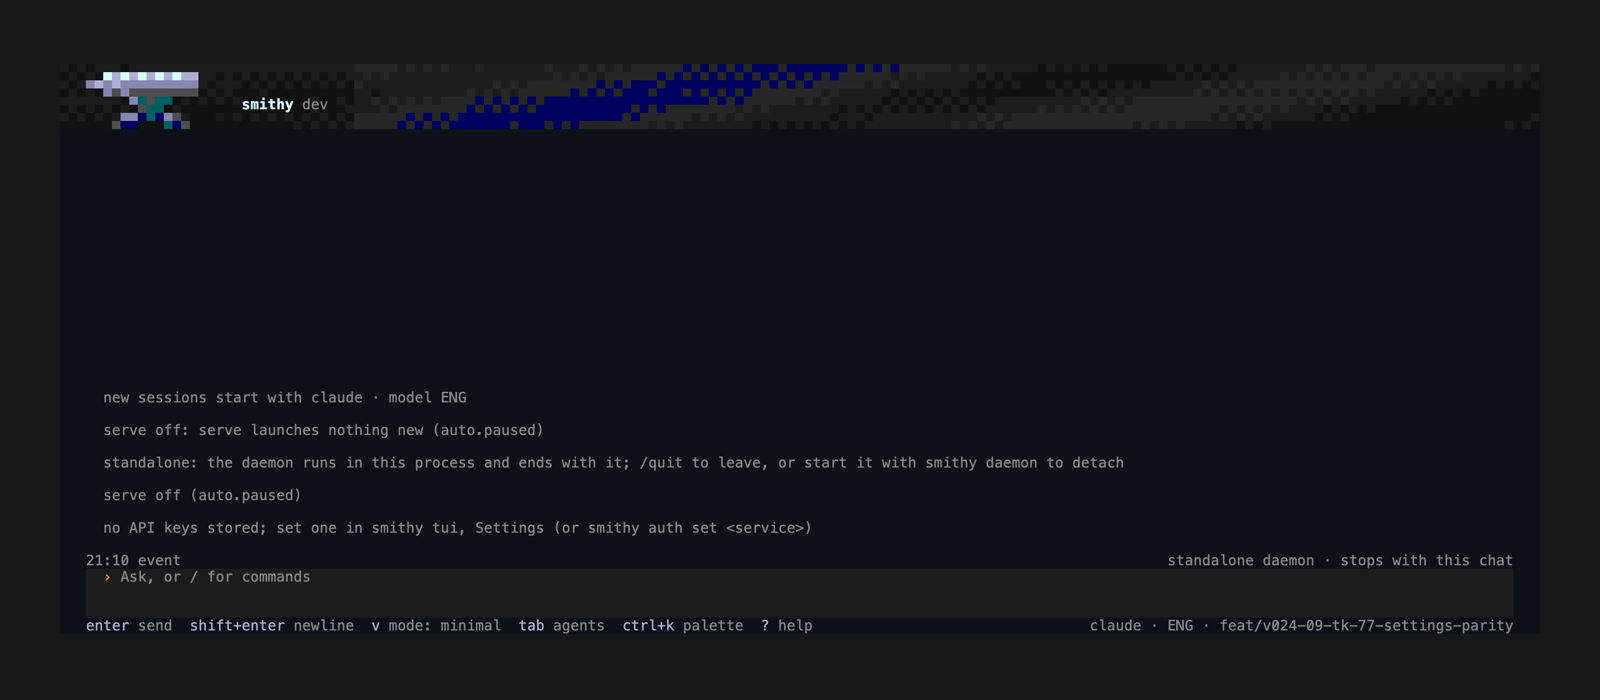 smithy dev
new sessions start with claude · model ENG
serve off: serve launches nothing new (auto.paused)
standalone: the daemon runs in this process and ends with it; /quit to leave, or start it with smithy daemon to detach
serve off (auto.paused)
no API keys stored; set one in smithy tui, Settings (or smithy auth set <service>)
21:10 event standalone daemon · stops with this chat
› Ask, or / for commands
enter send shift+enter newline v mode: minimal tab agents ctrl+k palette ? help claude · ENG · feat/v024-09-tk-77-settings-parity